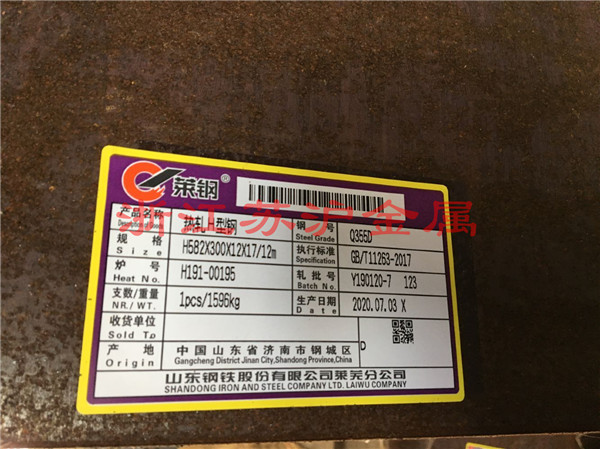 莱钢®
浙江苏沪金属
产品名称 热轧H型钢 钢号 Q355D
Description of Goods Steel Grade
规格 H582X300X12X17/12m 执行标准 GB/T11263-2017
Size Specification
炉号 H191-00195 轧批号 Y190120-7 123
Heat No. Batch No.
支数/重量 1pcs/1596kg 生产日期 2020.07.03 X
NR./WT. Date
收货单位
Sold To
D
产地 中国山东省济南市钢城区
Origin Gangcheng District Jinan City,Shandong Province,China
山东钢铁股份有限公司莱芜分公司
SHANDONG IRON AND STEEL COMPANY LTD. LAIWU COMPANY